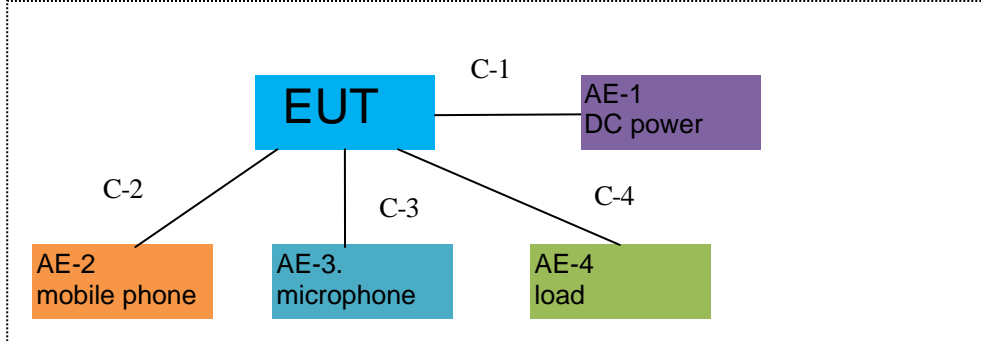 C-1
EUT
AE-1
DC power
C-2
C-3
C-4
AE-2
mobile phone
AE-3.
microphone
AE-4
load